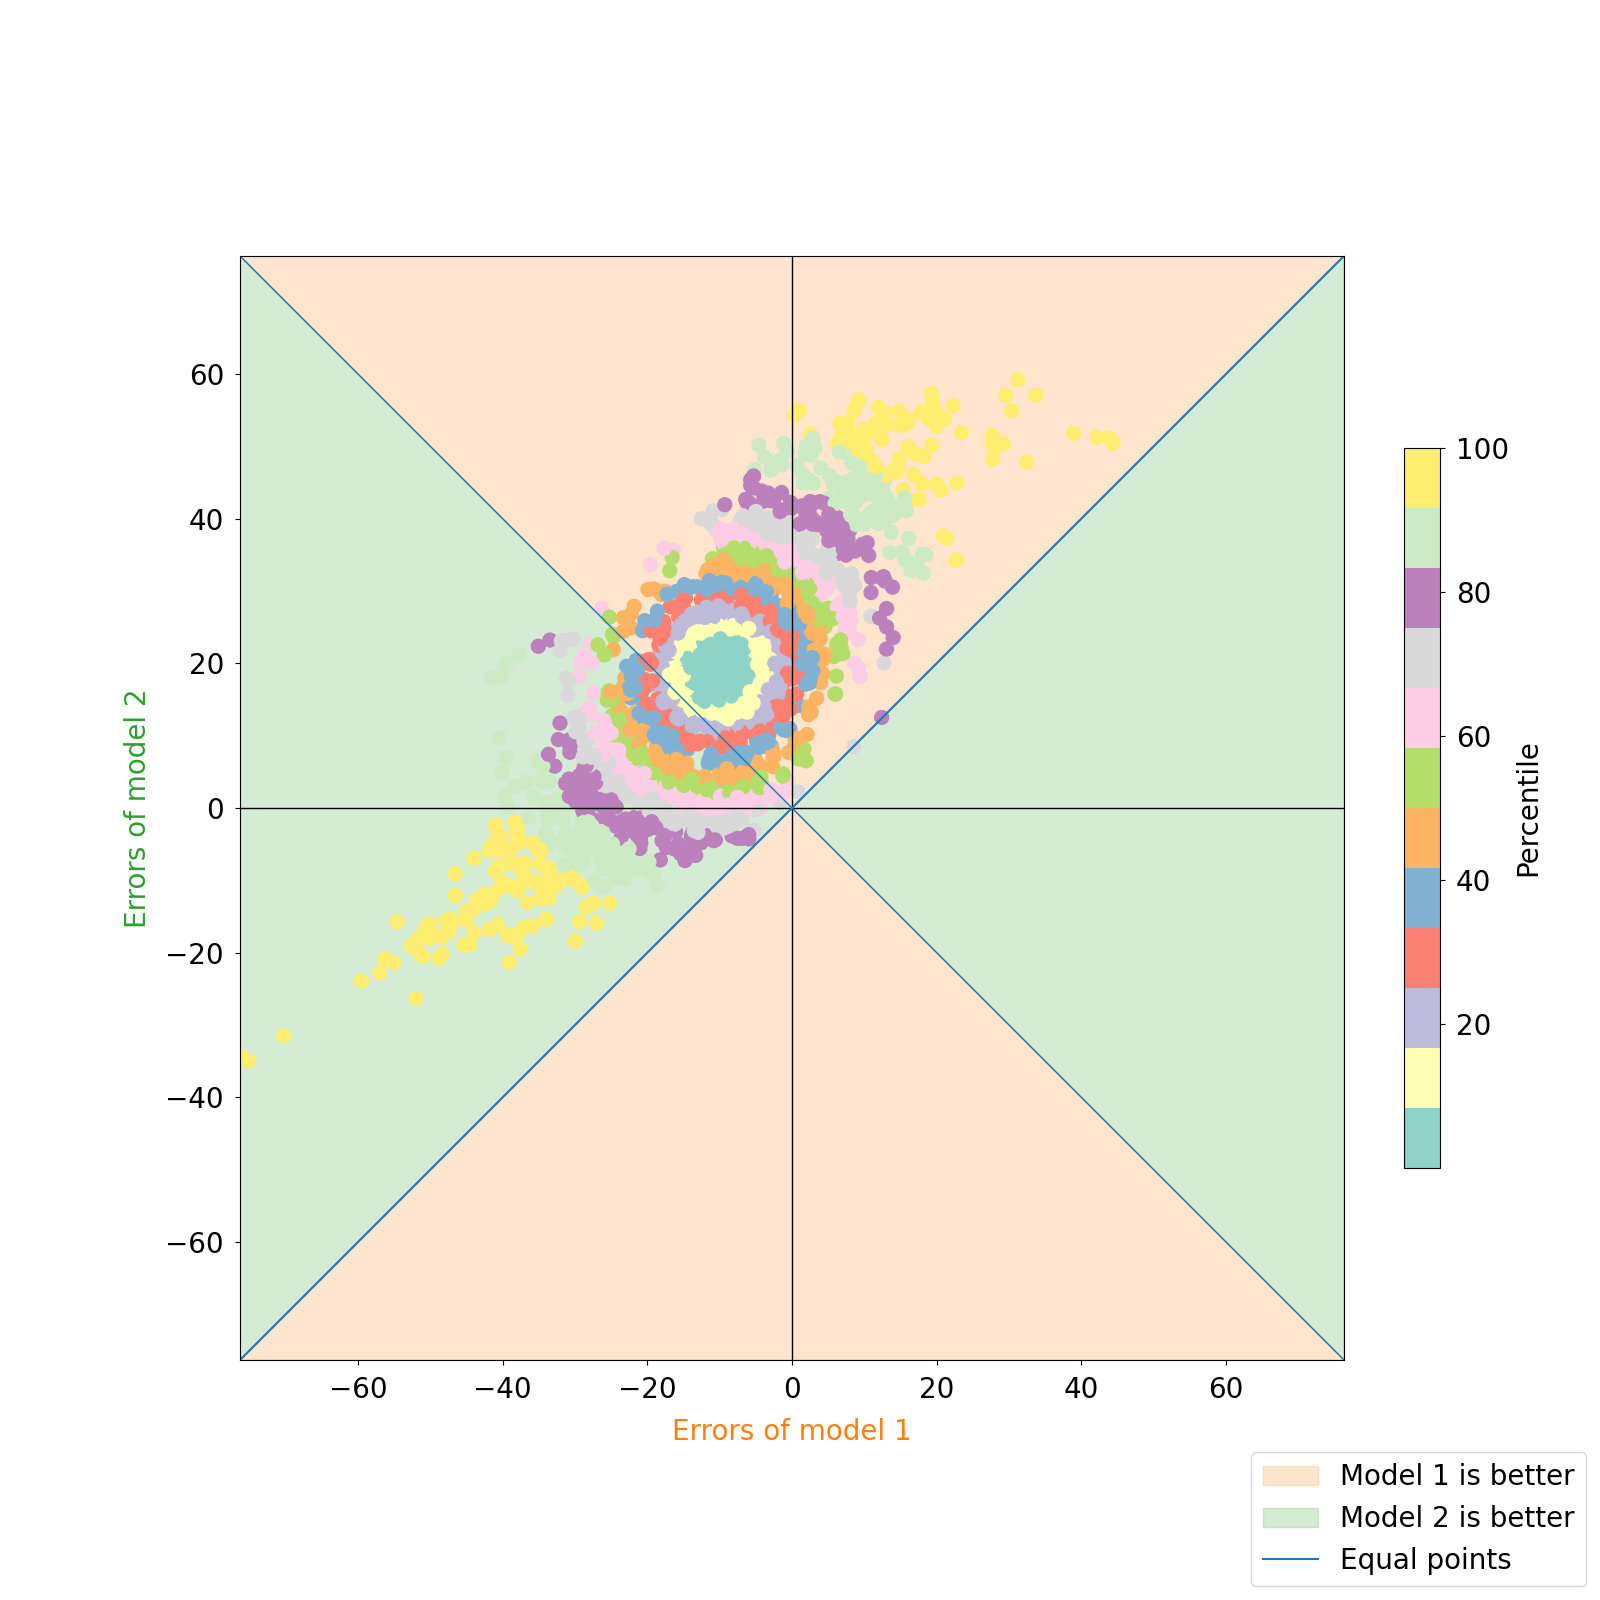 60
40
20
0
−20
−40
−60
Errors of model 2
−60 −40 −20 0 20 40 60
Errors of model 1
100
80
60
40
20
Percentile
Model 1 is better
Model 2 is better
Equal points